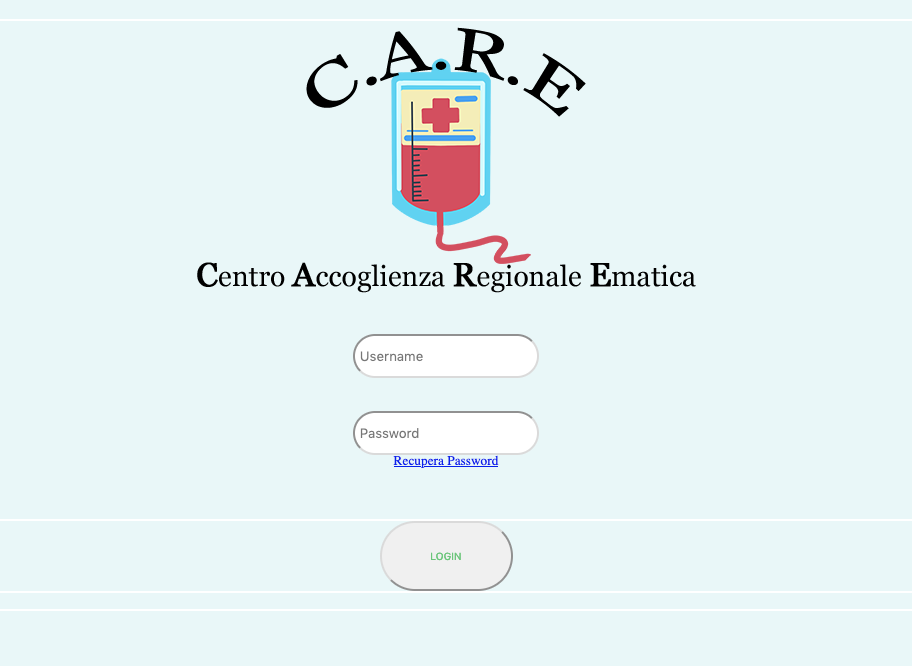 C.A.R.E
Centro Accoglienza Regionale Ematica
Username
Password
Recupera Password
LOGIN